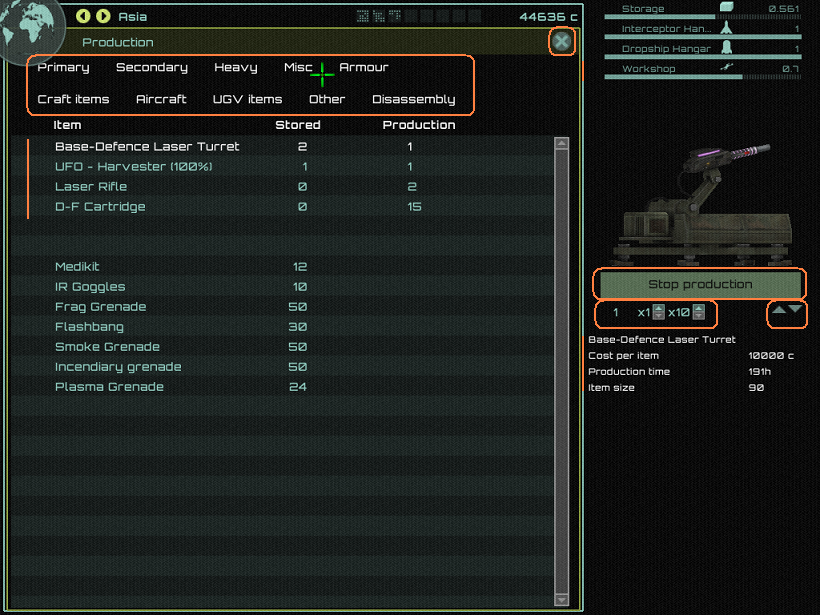 Asia 44636 c
Production
Primary Secondary Heavy Misc Armour
Craft items Aircraft UGV items Other Disassembly
Item Stored Production
Base-Defence Laser Turret 2 1
UFO - Harvester (100%) 1 1
Laser Rifle 0 2
D-F Cartridge 0 15
Medikit 12
IR Goggles 10
Frag Grenade 50
Flashbang 30
Smoke Grenade 50
Incendiary grenade 50
Plasma Grenade 24
Storage 0.561
Interceptor Han... 1
Dropship Hangar 1
Workshop 0.7
Stop production
1 x1 x10
Base-Defence Laser Turret
Cost per item 10000 c
Production time 191h
Item size 90